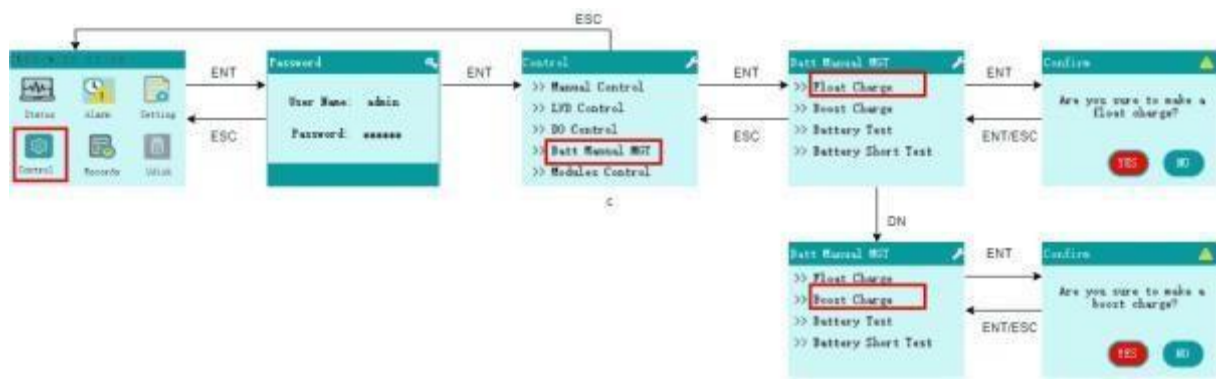 ESC
ENT
ESC
Status
Alarm
Setting
Control
Records
Password
User Name: admin
Password: ******
ENT
Control
>> Manual Control
>> LVD Control
>> DO Control
>> Batt Manual MGT
>> Modules Control
c
ENT
ESC
Batt Manual MGT
>> Float Charge
>> Boost Charge
>> Battery Test
>> Battery Short Test
ENT
ENT/ESC
Confirm
Are you sure to make a
float charge?
YES
NO
DN
Batt Manual MGT
>> Float Charge
>> Boost Charge
>> Battery Test
>> Battery Short Test
ENT
ENT/ESC
Confirm
Are you sure to make a
boost charge?
YES
NO